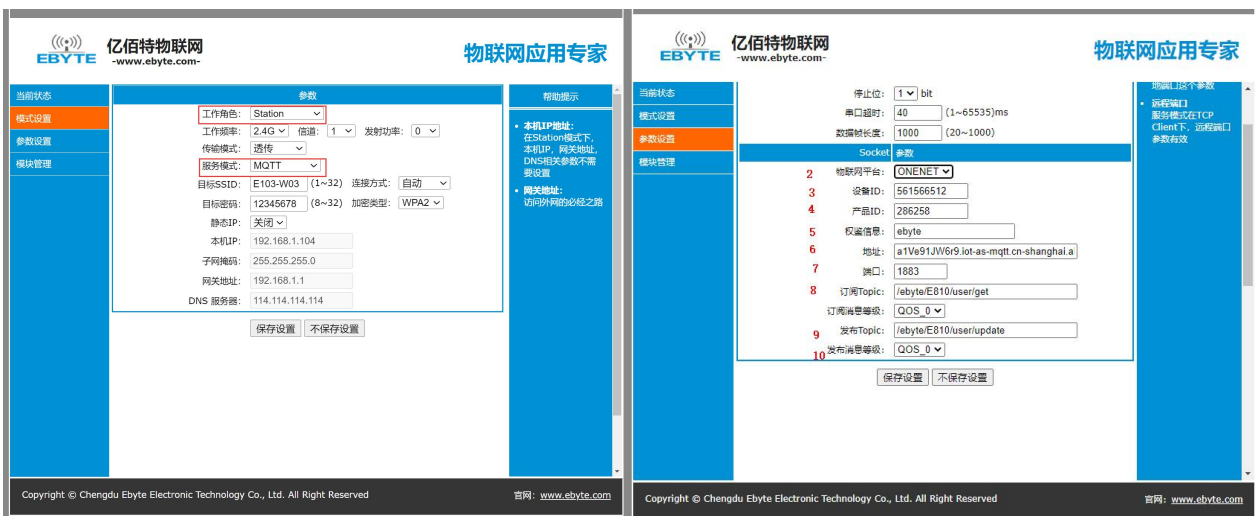 EBYTE
亿佰特物联网
-www.ebyte.com-
物联网应用专家
当前状态
模式设置
参数设置
模块管理
参数
工作角色: Station
工作频率: 2.4G 信道: 1 发射功率: 0
传输模式: 透传
服务模式: MQTT
目标SSID: E103-W03 (1~32) 连接方式: 自动
目标密码: 12345678 (8~32) 加密类型: WPA2
静态IP: 关闭
本机IP: 192.168.1.104
子网掩码: 255.255.255.0
网关地址: 192.168.1.1
DNS 服务器: 114.114.114.114
保存设置 不保存设置
帮助提示
• 本机IP地址:
在Station模式下,
本机IP, 网关地址,
DNS相关参数不需
要设置
• 网关地址:
访问外网的必经之路
Copyright © Chengdu Ebyte Electronic Technology Co., Ltd. All Right Reserved
官网: www.ebyte.com
EBYTE
亿佰特物联网
-www.ebyte.com-
物联网应用专家
当前状态
模式设置
参数设置
模块管理
停止位: 1 bit
串口超时: 40 (1~65535)ms
数据帧长度: 1000 (20~1000)
Socket 参数
2 物联网平台: ONENET
3 设备ID: 561566512
4 产品ID: 286258
5 权鉴信息: ebyte
6 地址: a1Ve91JW6r9.iot-as-mqtt.cn-shanghai.a
7 端口: 1883
8 订阅Topic: /ebyte/E810/user/get
订阅消息等级: QOS_0
9 发布Topic: /ebyte/E810/user/update
10 发布消息等级: QOS_0
保存设置 不保存设置
地端口这个参数
• 远程端口
服务模式在TCP
Client下, 远程端口
参数有效
Copyright © Chengdu Ebyte Electronic Technology Co., Ltd. All Right Reserved
官网: www.ebyte.com